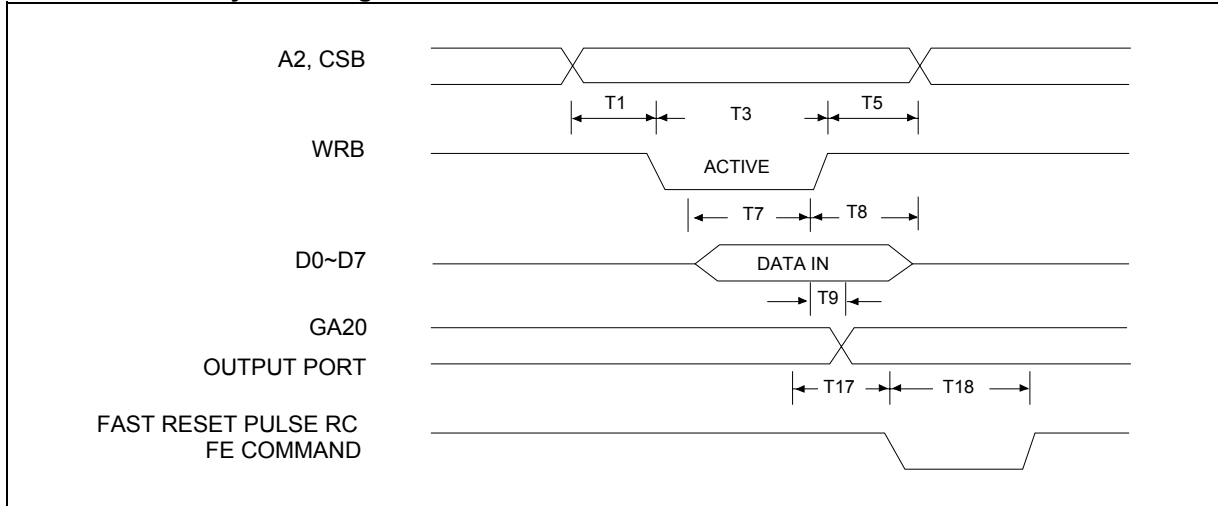 A2, CSB
T1
T3
T5
WRB
ACTIVE
T7
T8
D0~D7
DATA IN
T9
GA20
OUTPUT PORT
T17
T18
FAST RESET PULSE RC
FE COMMAND